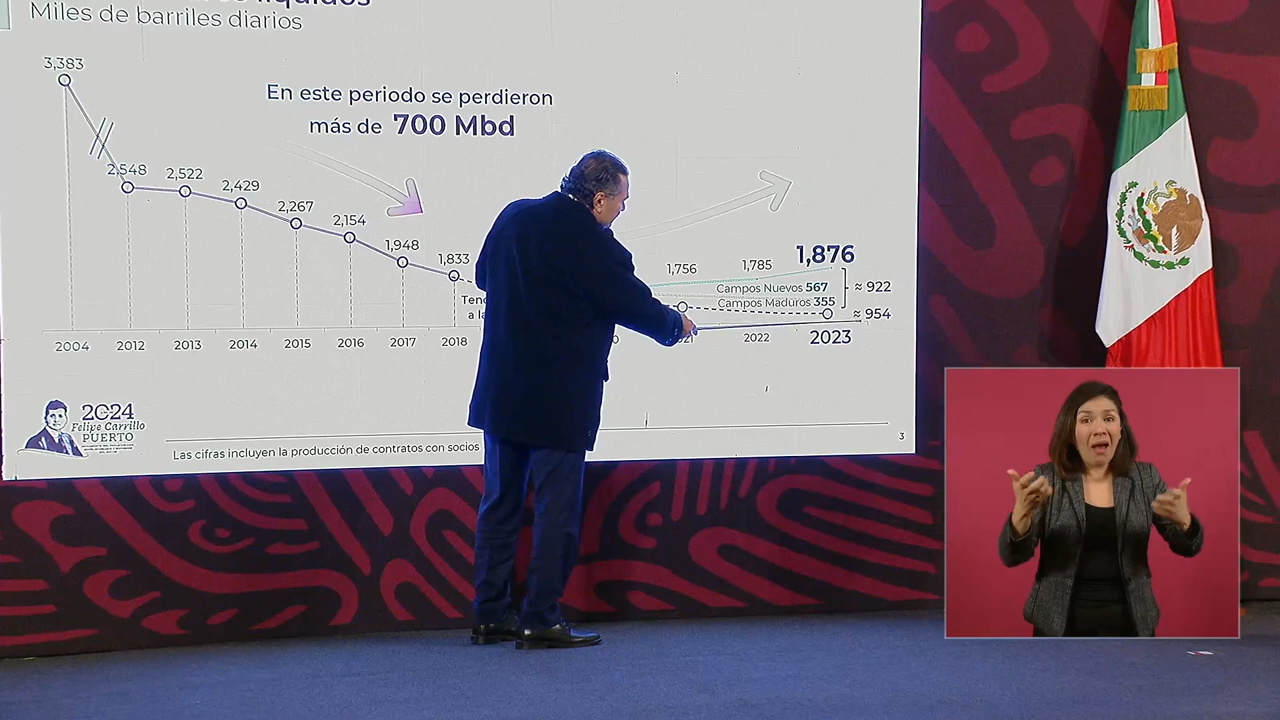 líquidos
Miles de barriles diarios
3,383
En este periodo se perdieron
más de 700 Mbd
2,548
2,522
2,429
2,267
2,154
1,948
1,833
1,756
1,785
1,876
Campos Nuevos 567
Campos Maduros 355
≈ 922
≈ 954
Tend
a la
2004 2012 2013 2014 2015 2016 2017 2018 2022 2023
2024
Felipe Carrillo
PUERTO
Las cifras incluyen la producción de contratos con socios
3